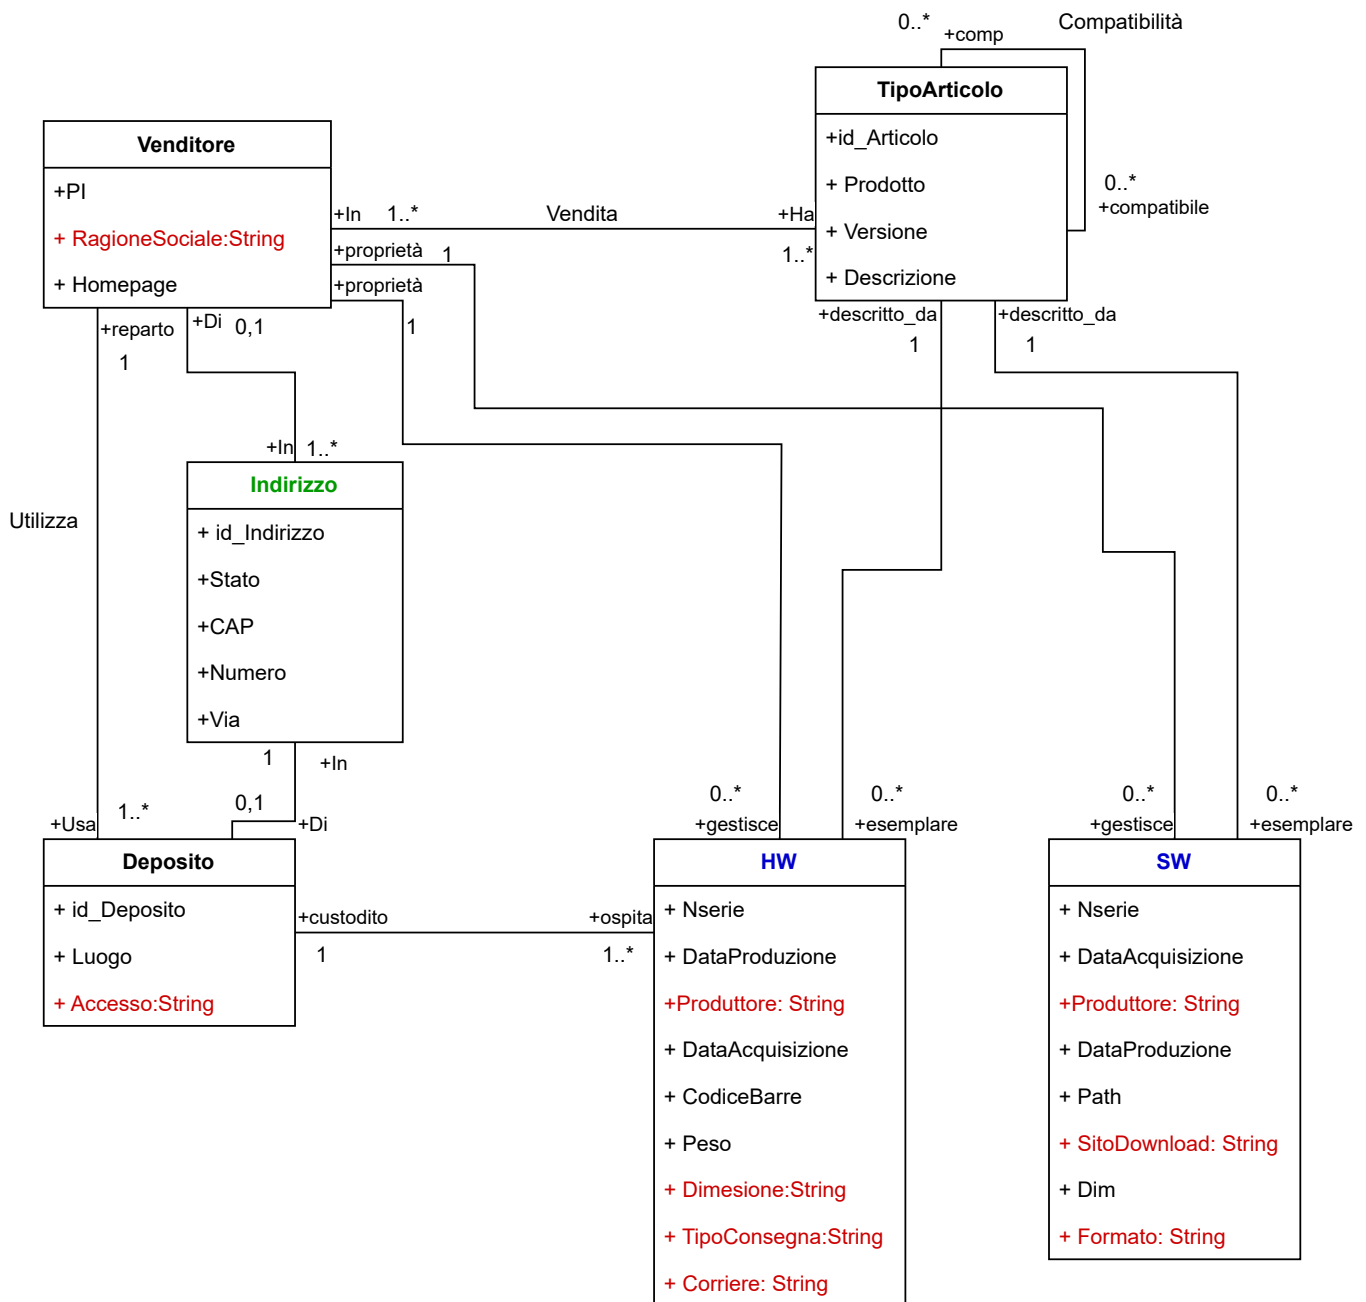 0..*
+comp
Compatibilità
TipoArticolo
+id_Articolo
+ Prodotto
+ Versione
+ Descrizione
0..*
+compatibile
Venditore
+PI
+ RagioneSociale:String
+ Homepage
+In
1..*
Vendita
+Ha
1..*
+proprietà
1
+proprietà
1
+descritto_da
1
+descritto_da
1
+reparto
1
+Di
0,1
+In
1..*
Indirizzo
+ id_Indirizzo
+Stato
+CAP
+Numero
+Via
Utilizza
1
+In
0,1
+Di
+Usa
1..*
Deposito
+ id_Deposito
+ Luogo
+ Accesso:String
+custodito
1
+ospita
1..*
0..*
+gestisce
0..*
+esemplare
HW
+ Nserie
+ DataProduzione
+Produttore: String
+ DataAcquisizione
+ CodiceBarre
+ Peso
+ Dimesione:String
+ TipoConsegna:String
+ Corriere: String
0..*
+gestisce
0..*
+esemplare
SW
+ Nserie
+ DataAcquisizione
+Produttore: String
+ DataProduzione
+ Path
+ SitoDownload: String
+ Dim
+ Formato: String